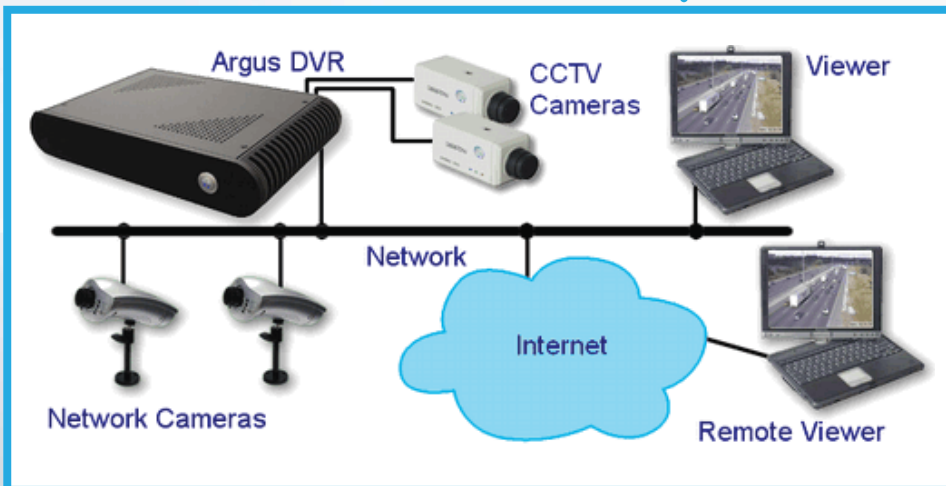 Argus DVR
CCTV
Cameras
Viewer
Network
Internet
Network Cameras
Remote Viewer